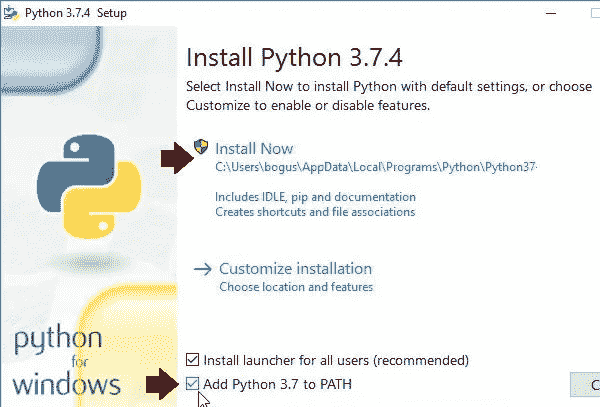 Python 3.7.4 Setup
Install Python 3.7.4
Select Install Now to install Python with default settings, or choose
Customize to enable or disable features.
Install Now
C:\Users\bogus\AppData\Local\Programs\Python\Python37-
Includes IDLE, pip and documentation
Creates shortcuts and file associations
Customize installation
Choose location and features
python
for
windows
Install launcher for all users (recommended)
Add Python 3.7 to PATH
C